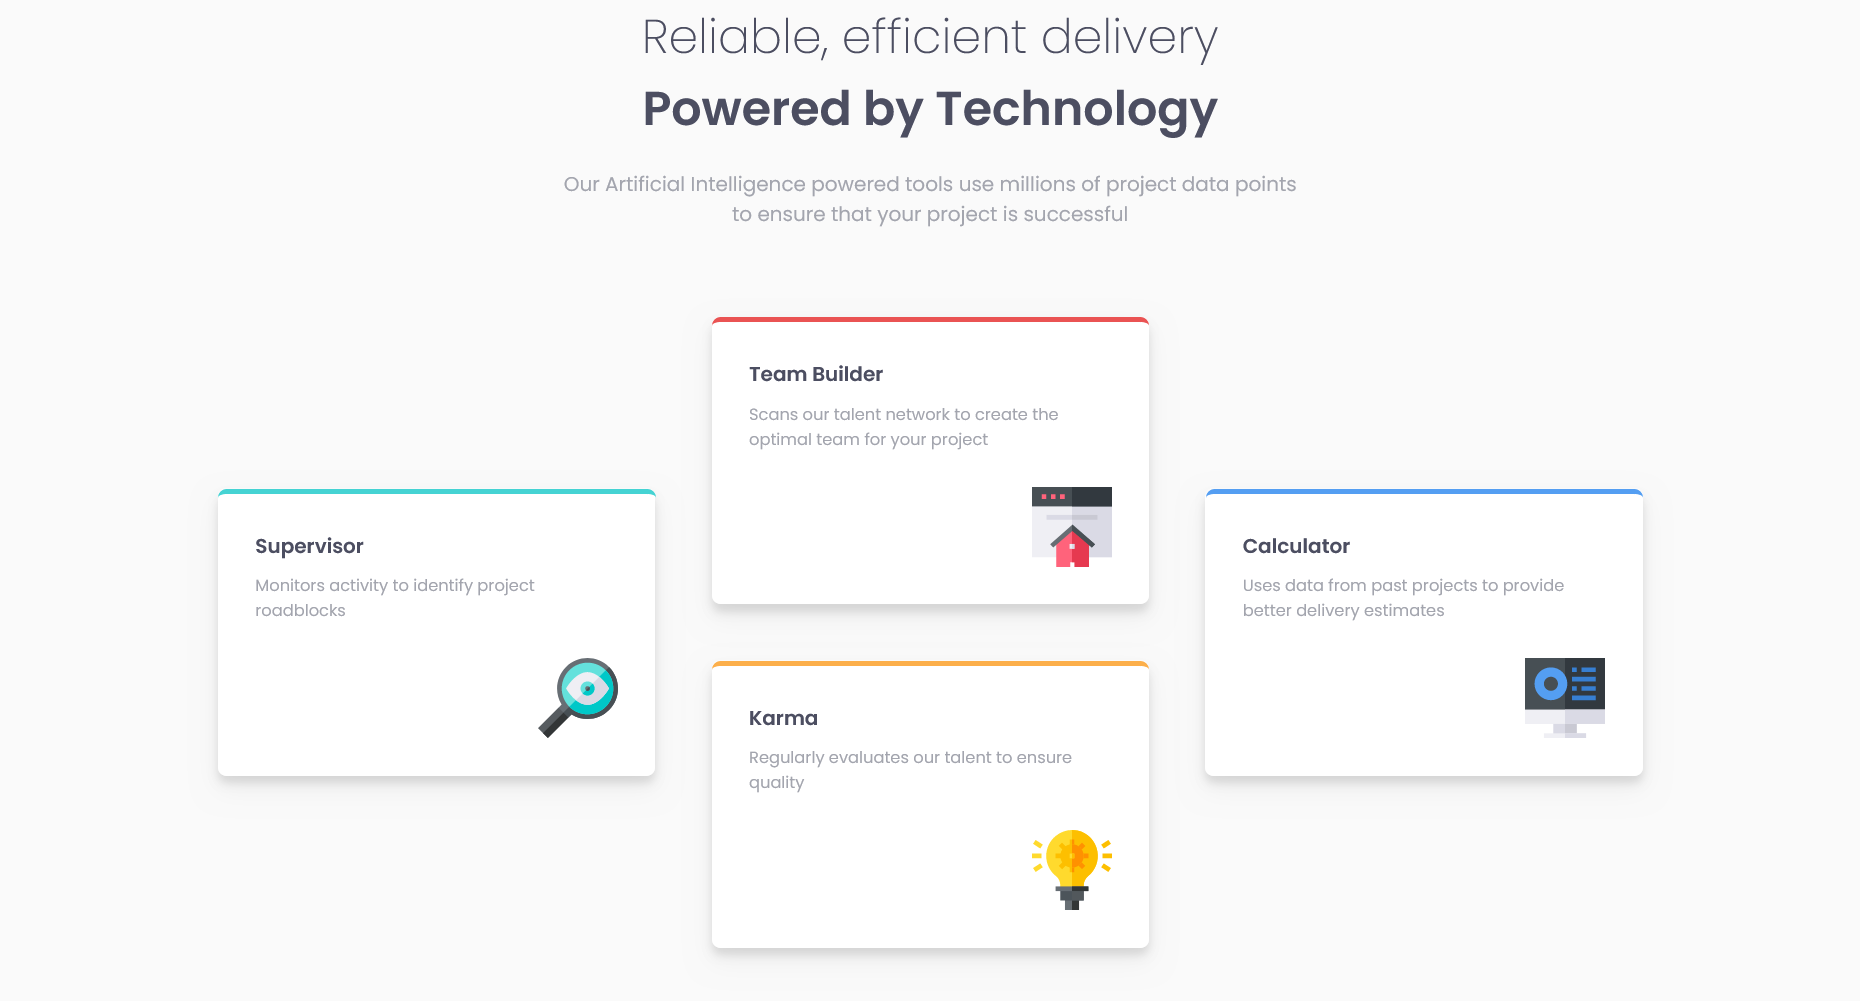 Reliable, efficient delivery
Powered by Technology
Our Artificial Intelligence powered tools use millions of project data points
to ensure that your project is successful
Team Builder
Scans our talent network to create the
optimal team for your project
Supervisor
Monitors activity to identify project
roadblocks
Calculator
Uses data from past projects to provide
better delivery estimates
Karma
Regularly evaluates our talent to ensure
quality